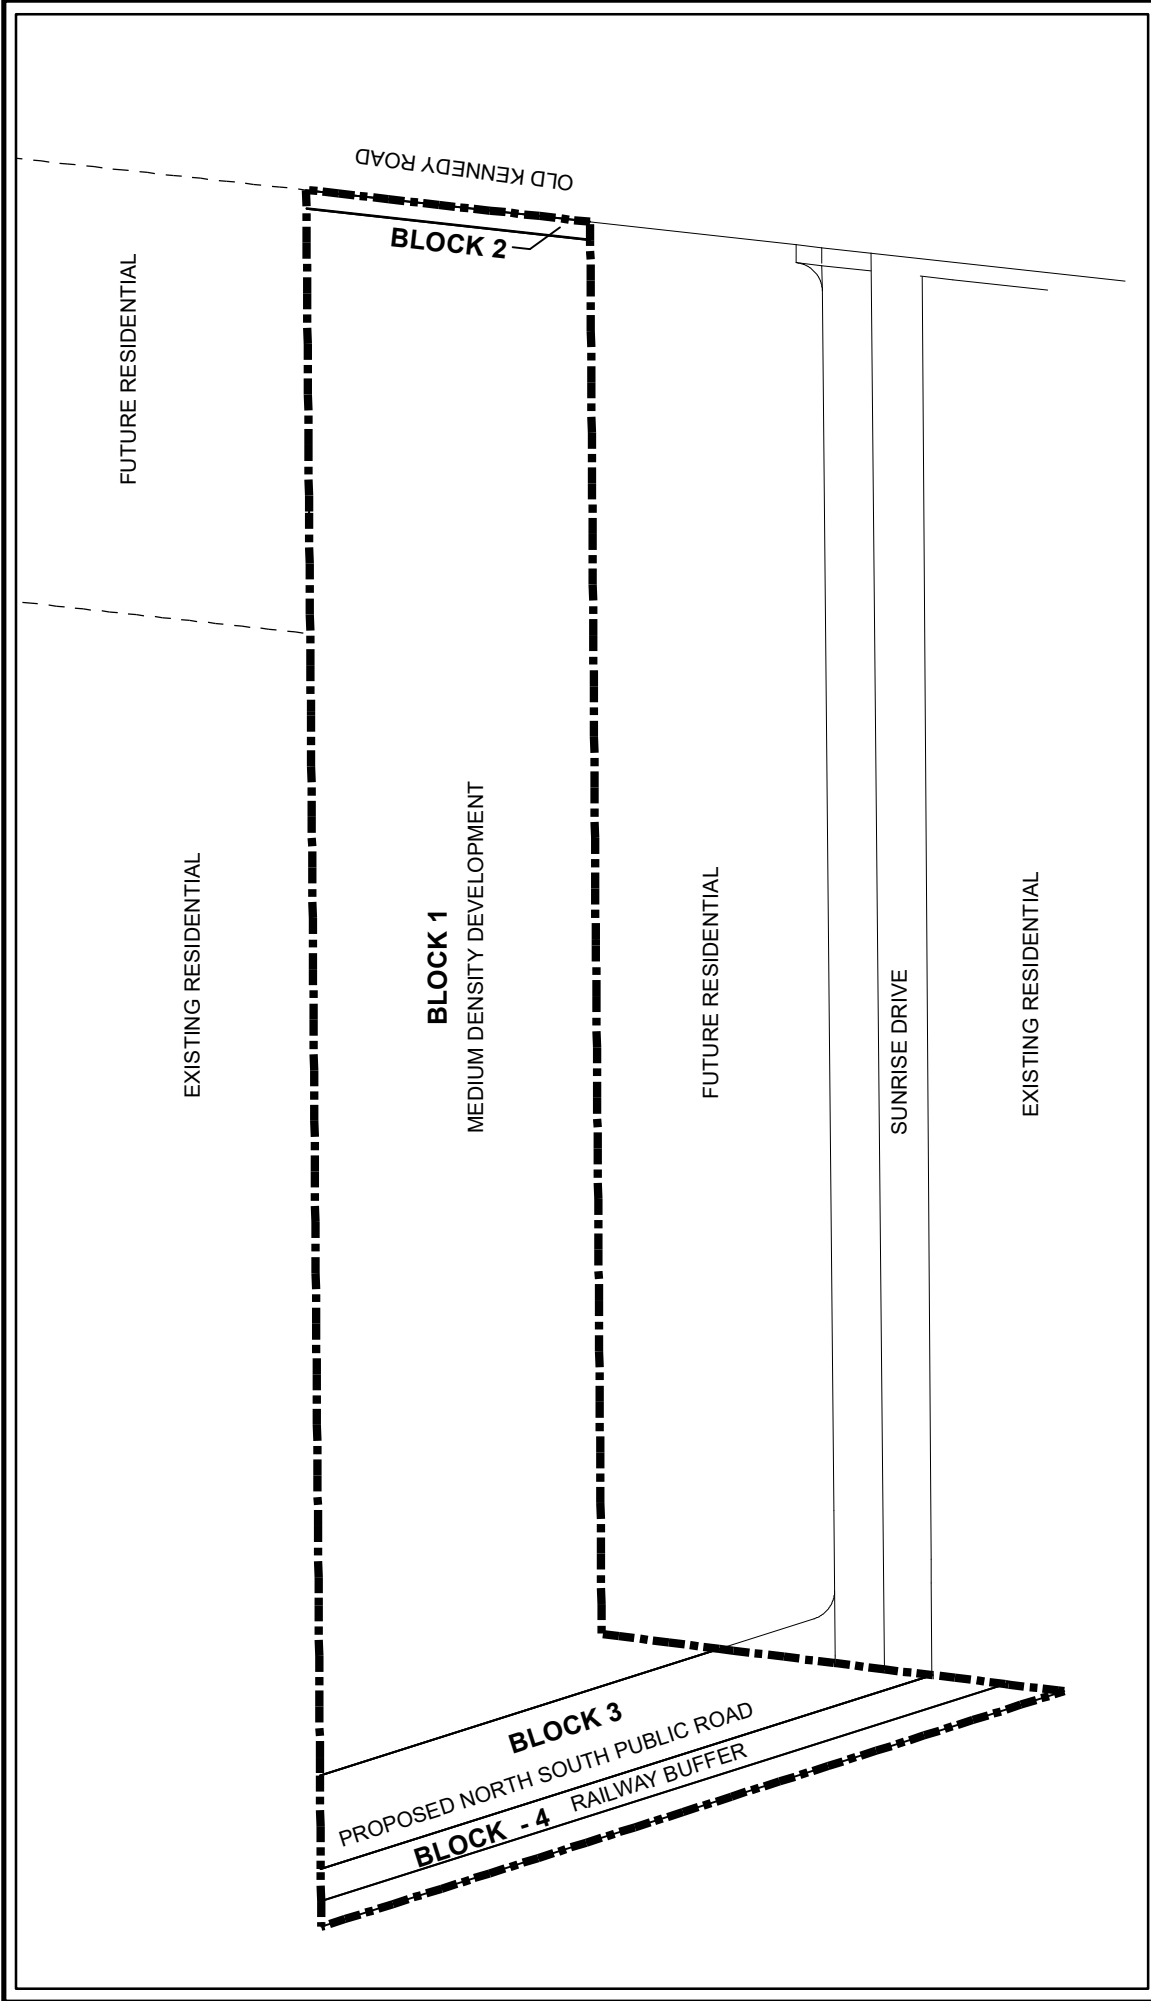 OLD KENNEDY ROAD
BLOCK 2
FUTURE RESIDENTIAL
EXISTING RESIDENTIAL
BLOCK 1
MEDIUM DENSITY DEVELOPMENT
FUTURE RESIDENTIAL
SUNRISE DRIVE
EXISTING RESIDENTIAL
BLOCK 3
PROPOSED NORTH SOUTH PUBLIC ROAD
BLOCK - 4 RAILWAY BUFFER